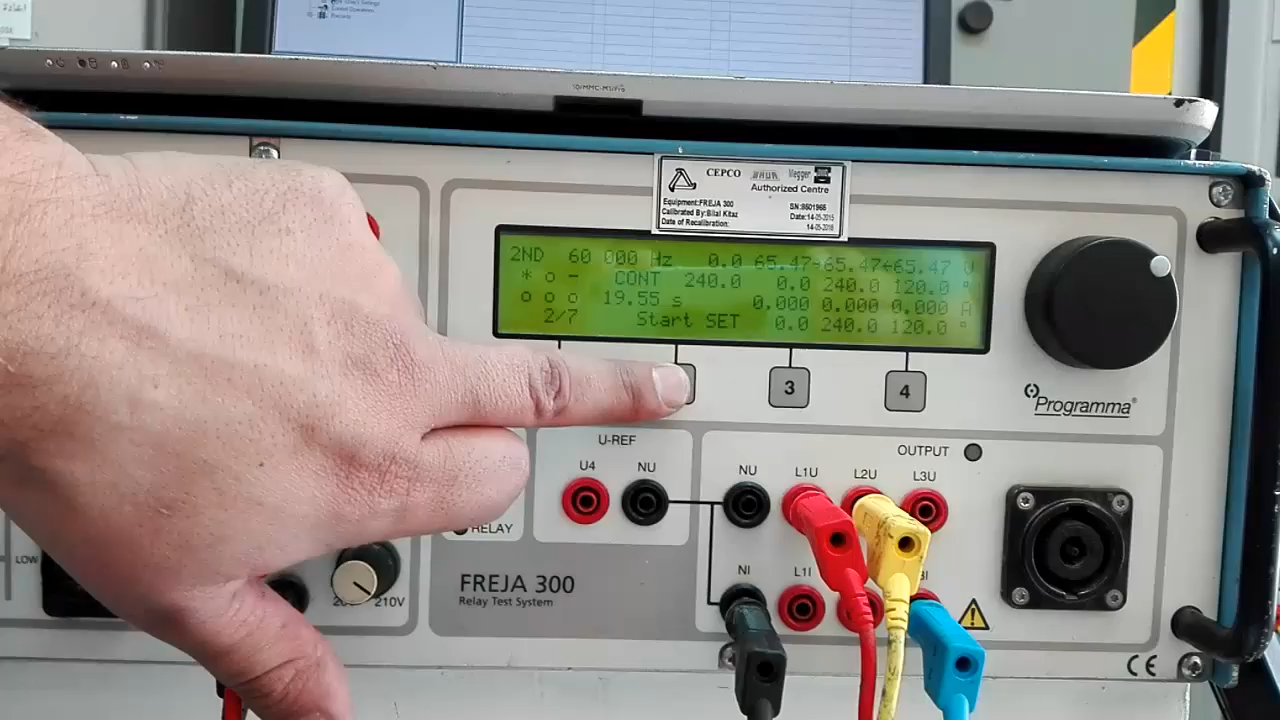 CEPCO Megger
Authorized Centre
Equipment:FREJA 300 SN:9501966
Calibrated By:Bilal Kitaz Date:14-05-2015
Date of Recalibration: 14-05-2016
2ND 60 000 Hz 0.0 65.47 65.47 65.47
* o - CONT 240.0 0.0 240.0 120.0 °
o o o 19.55 s 0.000 0.000 0.000 A
2/7 Start SET 0.0 240.0 120.0 °
3
4
Programma®
U-REF
OUTPUT
U4 NU NU L1U L2U L3U
RELAY
LOW
NI L1I
FREJA 300
Relay Test System
210V
CE